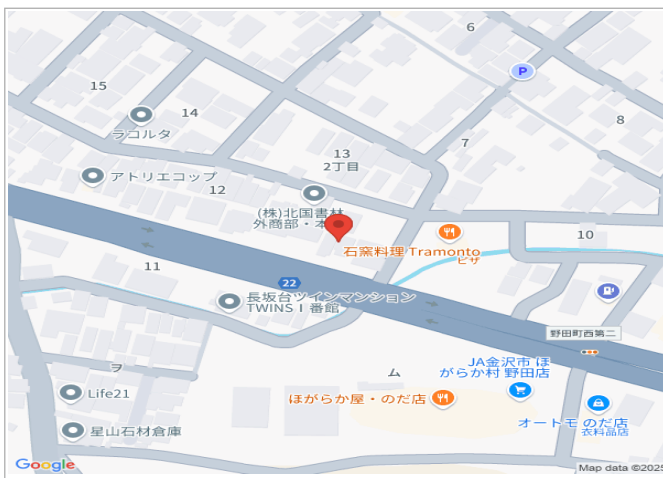 6
P
15
14
8
ラコルタ
7
13
2丁目
アトリエコップ
12
(株)北国書林
外商部・本
石窯料理 Tramonto
ピザ
10
11
22
長坂台ツインマンション
TWINS I 番館
野田町西第二
ヲ
ム
JA金沢市 ほ
がらか村 野田店
Life21
ほがらか屋・のだ店
オートモ のだ店
衣料品店
星山石材倉庫
Google
Map data ©2025